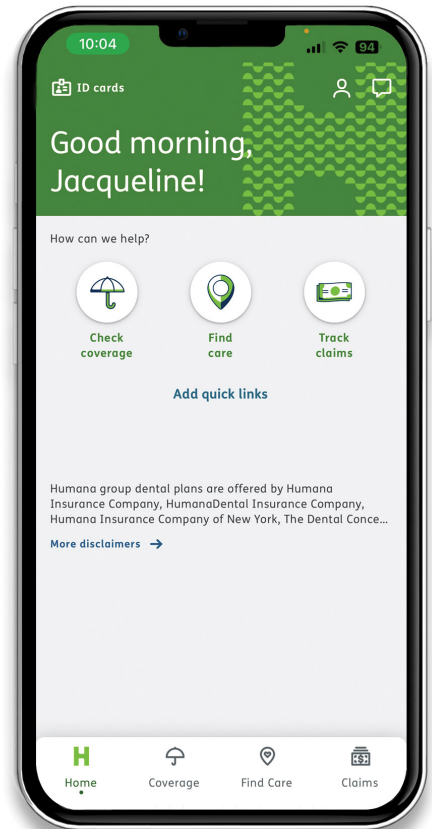 10:04
94
ID cards
Good morning,
Jacqueline!
How can we help?
Check
coverage
Find
care
Track
claims
Add quick links
Humana group dental plans are offered by Humana
Insurance Company, HumanaDental Insurance Company,
Humana Insurance Company of New York, The Dental Conce...
More disclaimers →
H
Home
Coverage
Find Care
Claims